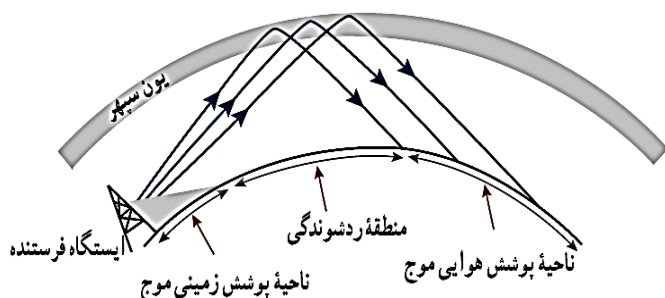 یون سپهر
ایستگاه فرستنده
منطقهٔ ردشوندگی
ناحیهٔ پوشش زمینی موج
ناحیهٔ پوشش هوایی موج